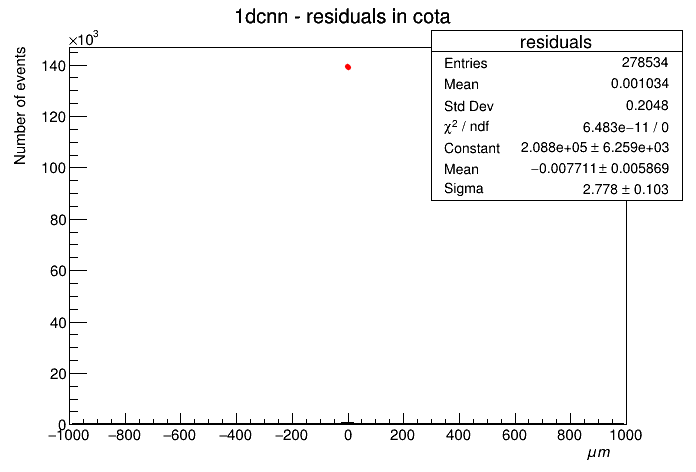 1dcnn - residuals in cota
×10³
Number of events
residuals
Entries 278534
Mean 0.001034
Std Dev 0.2048
χ² / ndf 6.483e−11 / 0
Constant 2.088e+05 ± 6.259e+03
Mean −0.007711 ± 0.005869
Sigma 2.778 ± 0.103
140
120
100
80
60
40
20
0
−1000 −800 −600 −400 −200 0 200 400 600 800 1000
μm